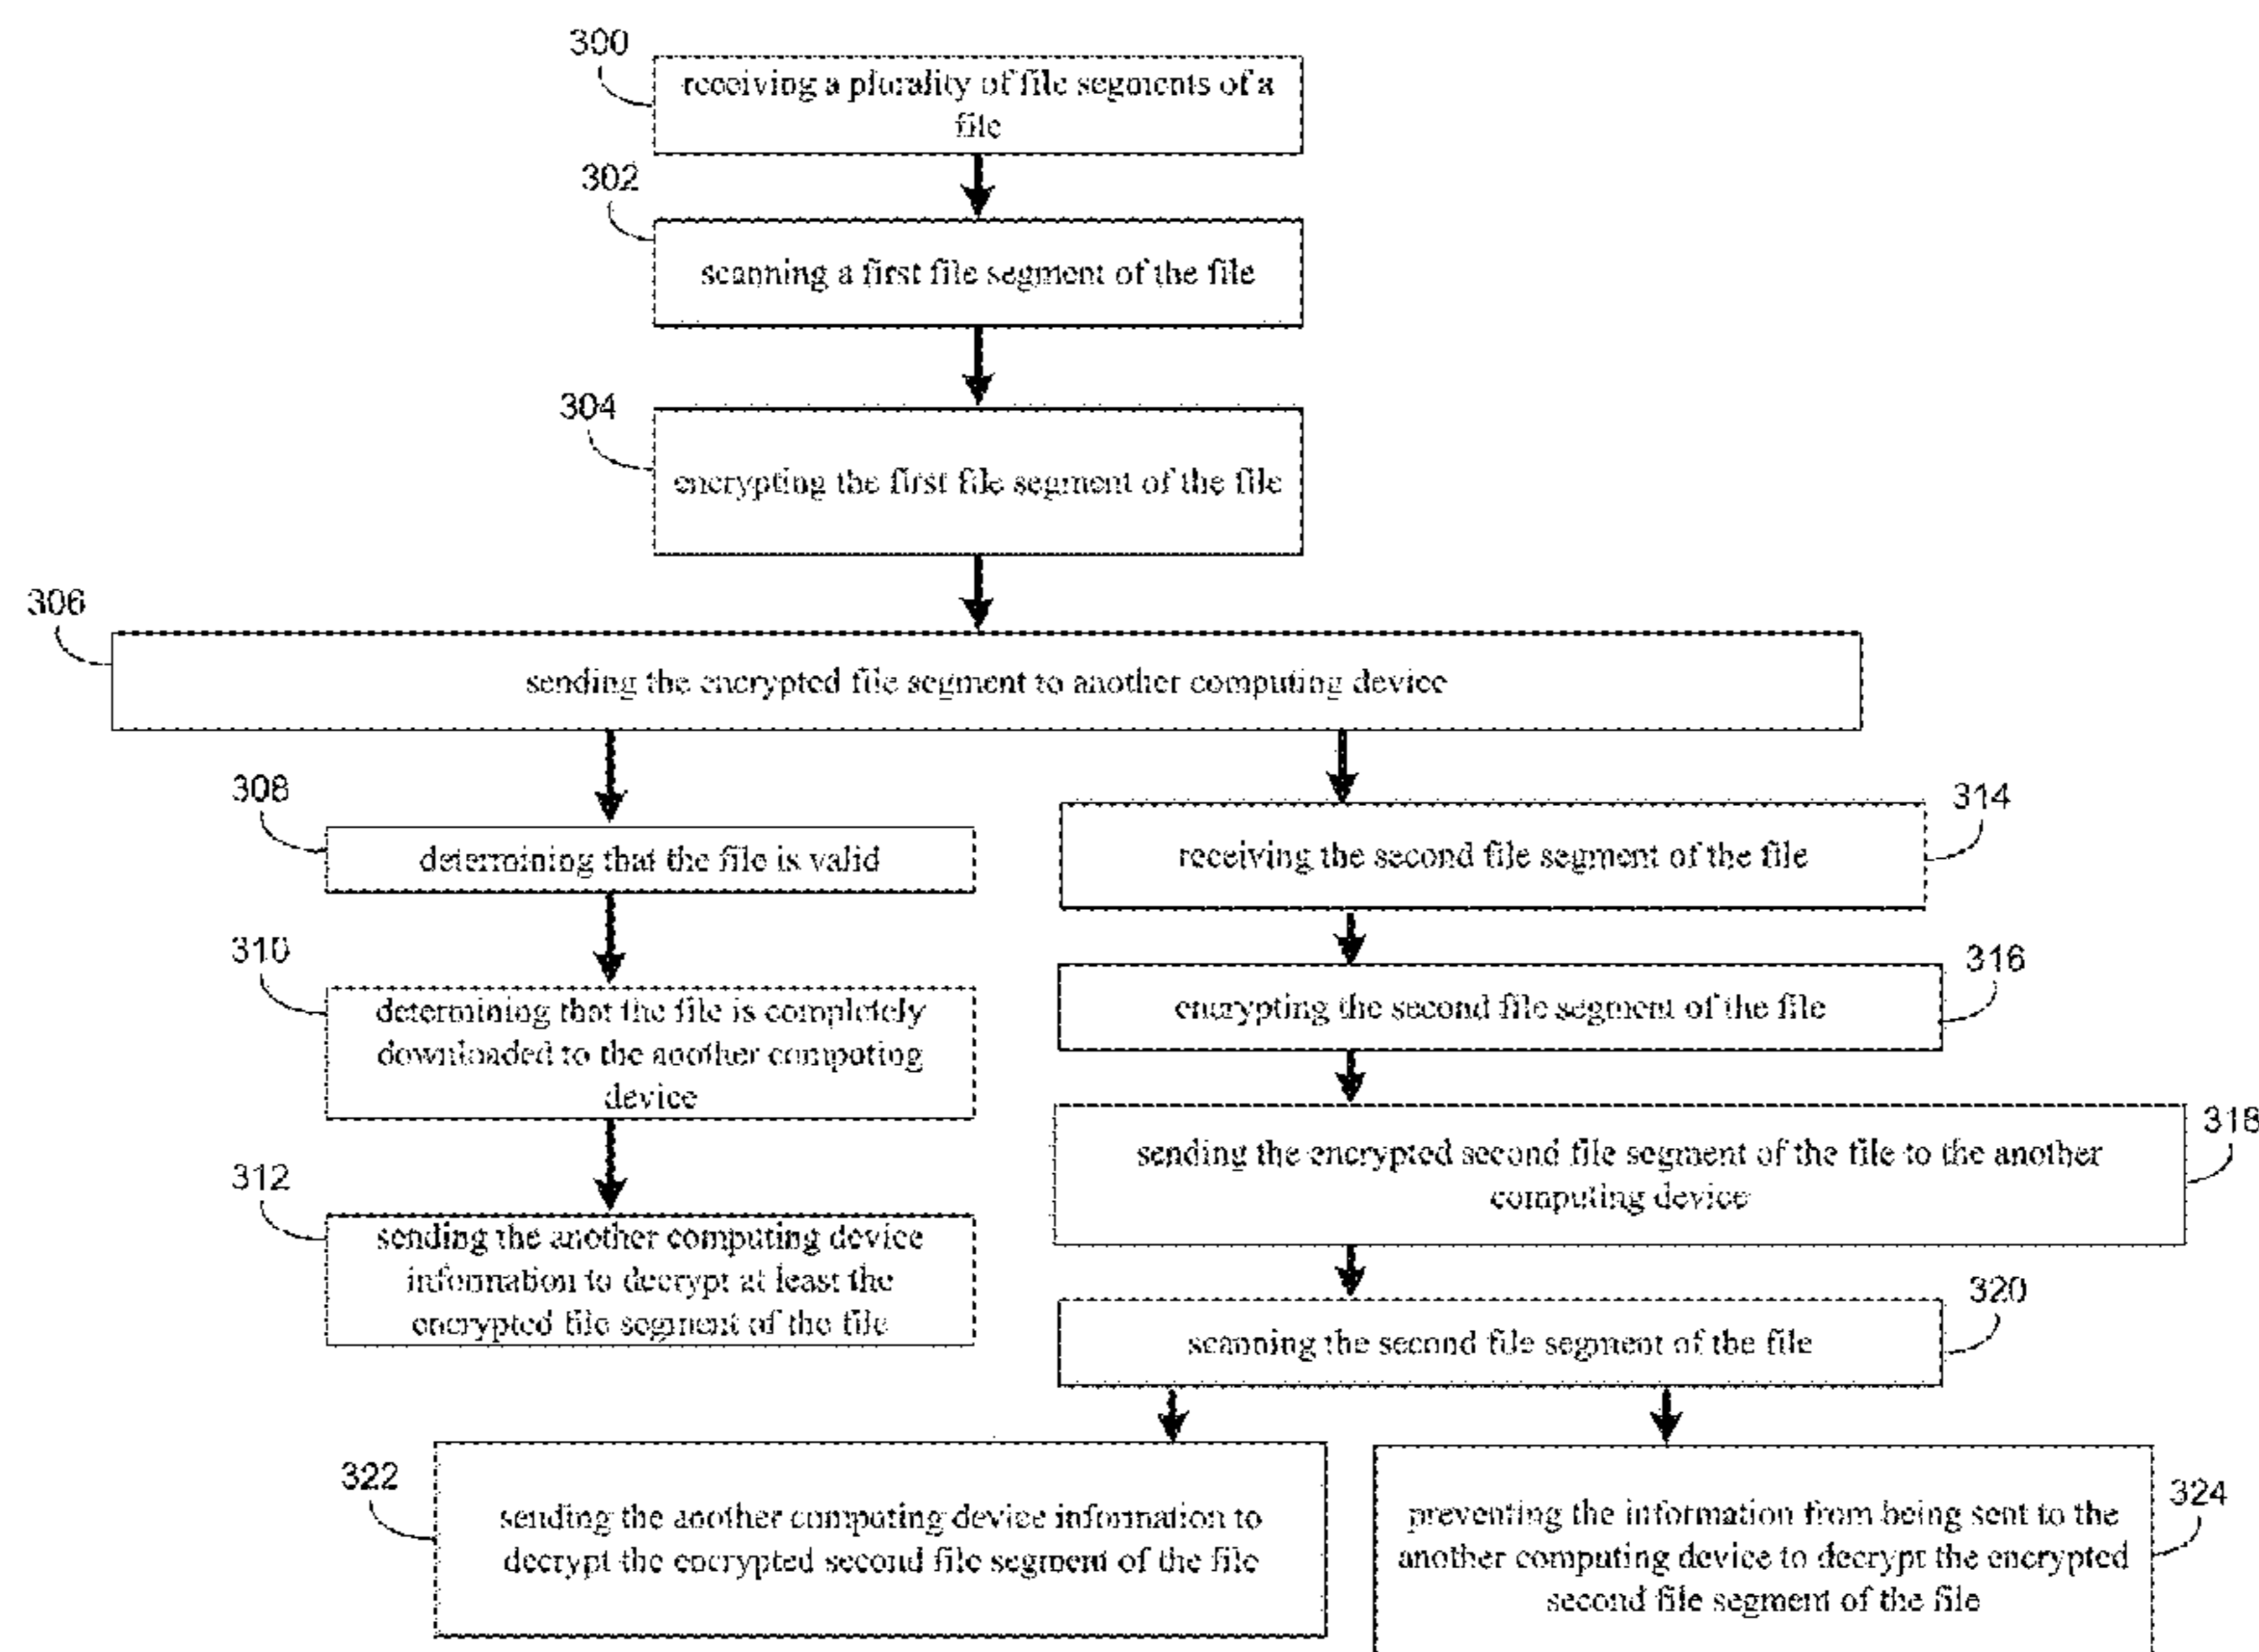 300
receiving a plurality of file segments of a
file
302
scanning a first file segment of the file
304
encrypting the first file segment of the file
306
sending the encrypted file segment to another computing device
308
determining that the file is valid
310
determining that the file is completely
downloaded to the another computing
device
312
sending the another computing device
information to decrypt at least the
encrypted file segment of the file
314
receiving the second file segment of the file
316
encrypting the second file segment of the file
318
sending the encrypted second file segment of the file to the another
computing device
320
scanning the second file segment of the file
322
sending the another computing device information to
decrypt the encrypted second file segment of the file
324
preventing the information from being sent to the
another computing device to decrypt the encrypted
second file segment of the file